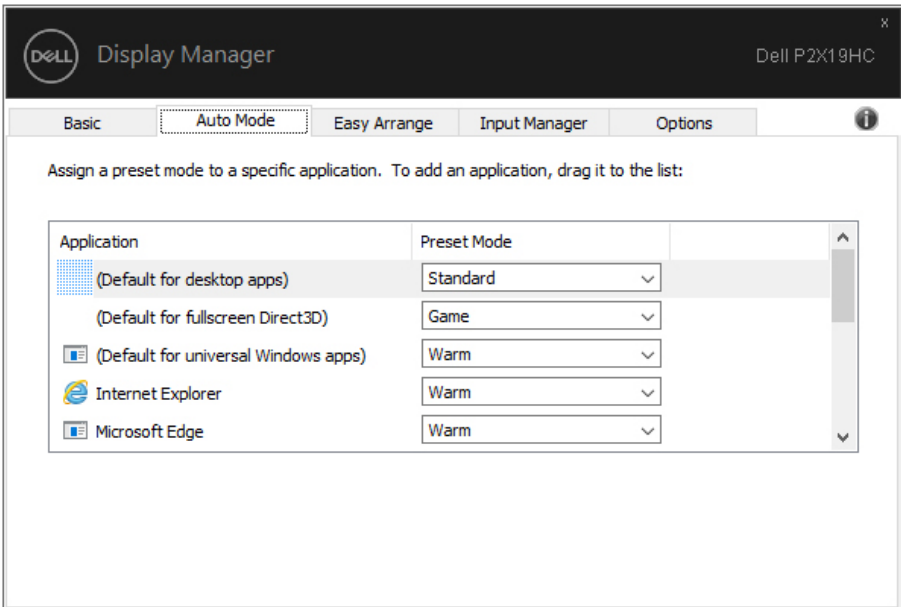 x
DELL Display Manager Dell P2X19HC
Basic Auto Mode Easy Arrange Input Manager Options i
Assign a preset mode to a specific application. To add an application, drag it to the list:
Application Preset Mode
(Default for desktop apps) Standard
(Default for fullscreen Direct3D) Game
(Default for universal Windows apps) Warm
Internet Explorer Warm
Microsoft Edge Warm